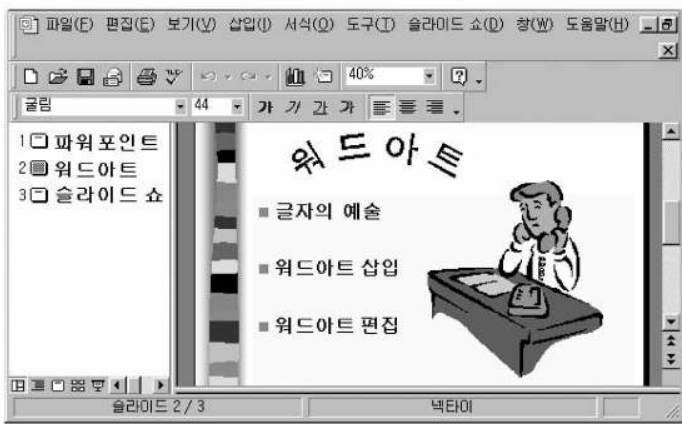 파일(F) 편집(E) 보기(V) 삽입(I) 서식(O) 도구(T) 슬라이드 쇼(D) 창(W) 도움말(H)
40%
굴림 44 가 가 가 가
1 파워포인트
2 워드아트
3 슬라이드 쇼
워드아트
글자의 예술
워드아트 삽입
워드아트 편집
슬라이드 2 / 3 넥타이